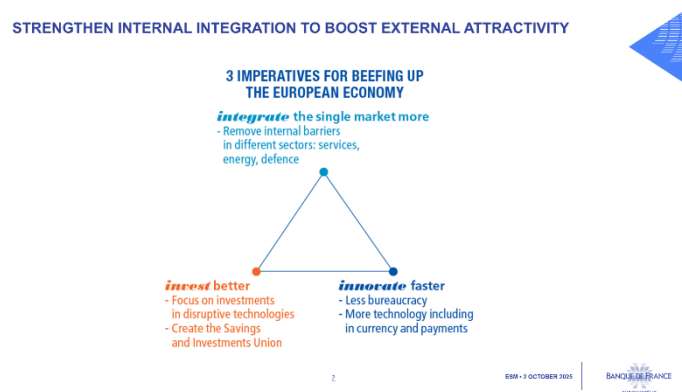 STRENGTHEN INTERNAL INTEGRATION TO BOOST EXTERNAL ATTRACTIVITY
3 IMPERATIVES FOR BEEFING UP
THE EUROPEAN ECONOMY
integrate the single market more
- Remove internal barriers
in different sectors: services,
energy, defence
invest better
- Focus on investments
in disruptive technologies
- Create the Savings
and Investments Union
innovate faster
- Less bureaucracy
- More technology including
in currency and payments
2
ESM • 2 OCTOBER 2025
BANQUE DE FRANCE